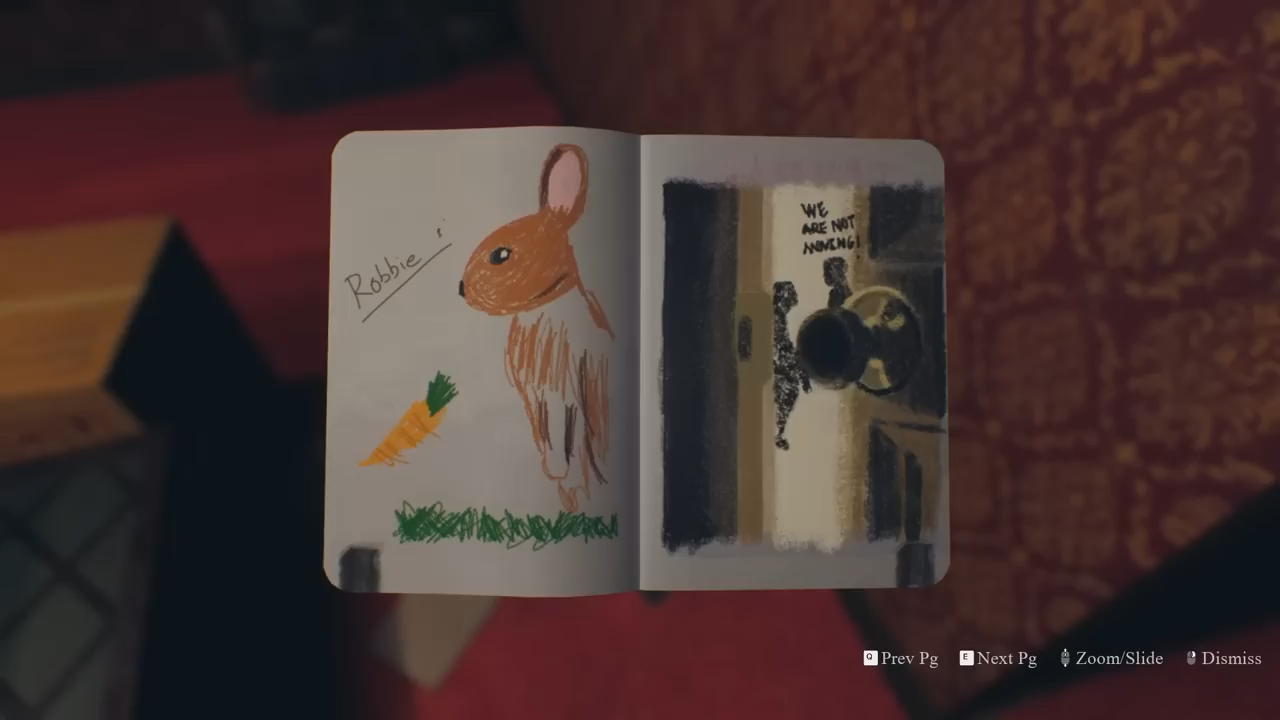 Robbie
WE
ARE NOT
MOVING!
Q Prev Pg E Next Pg Zoom/Slide Dismiss